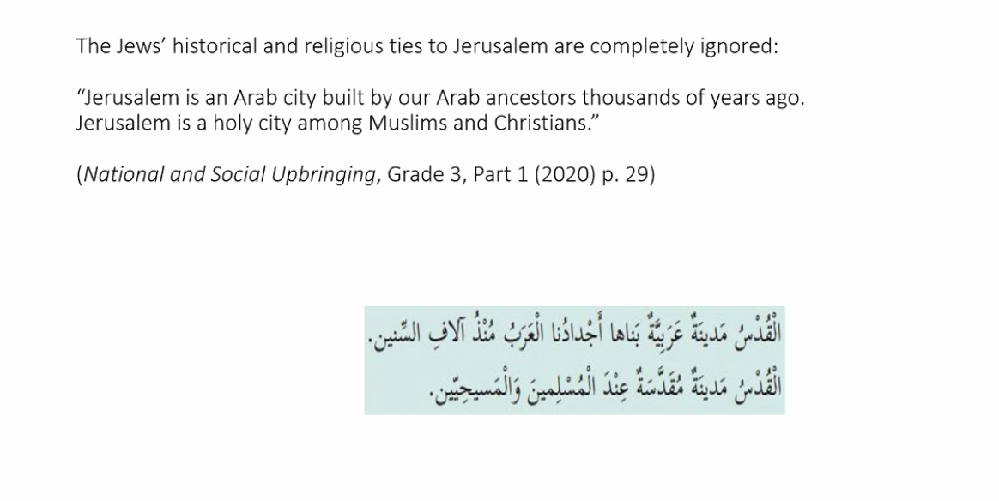 The Jews’ historical and religious ties to Jerusalem are completely ignored:
“Jerusalem is an Arab city built by our Arab ancestors thousands of years ago.
Jerusalem is a holy city among Muslims and Christians.”
(National and Social Upbringing, Grade 3, Part 1 (2020) p. 29)
الْقُدْسُ مَدينَةٌ عَرَبِيَّةٌ بَناها أَجْدادُنا الْعَرَبُ مُنْذُ آلافِ السِّنين.
الْقُدْسُ مَدينَةٌ مُقَدَّسَةٌ عِنْدَ الْمُسْلِمينَ وَالْمَسيحِيّين.